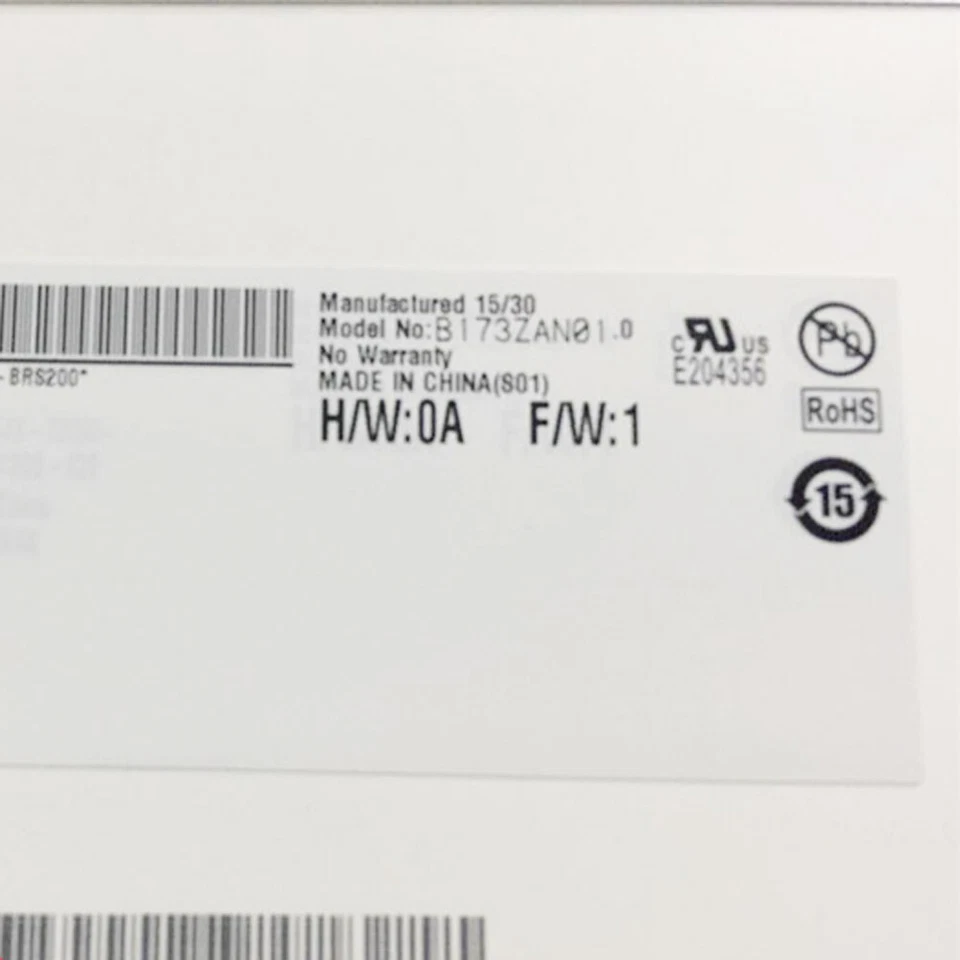 Manufactured 15/30
Model No:B173ZAN01.0
No Warranty
MADE IN CHINA(S01)
H/W:0A F/W:1
- BRS200*
c RU US
E204356
Pb
RoHS
15